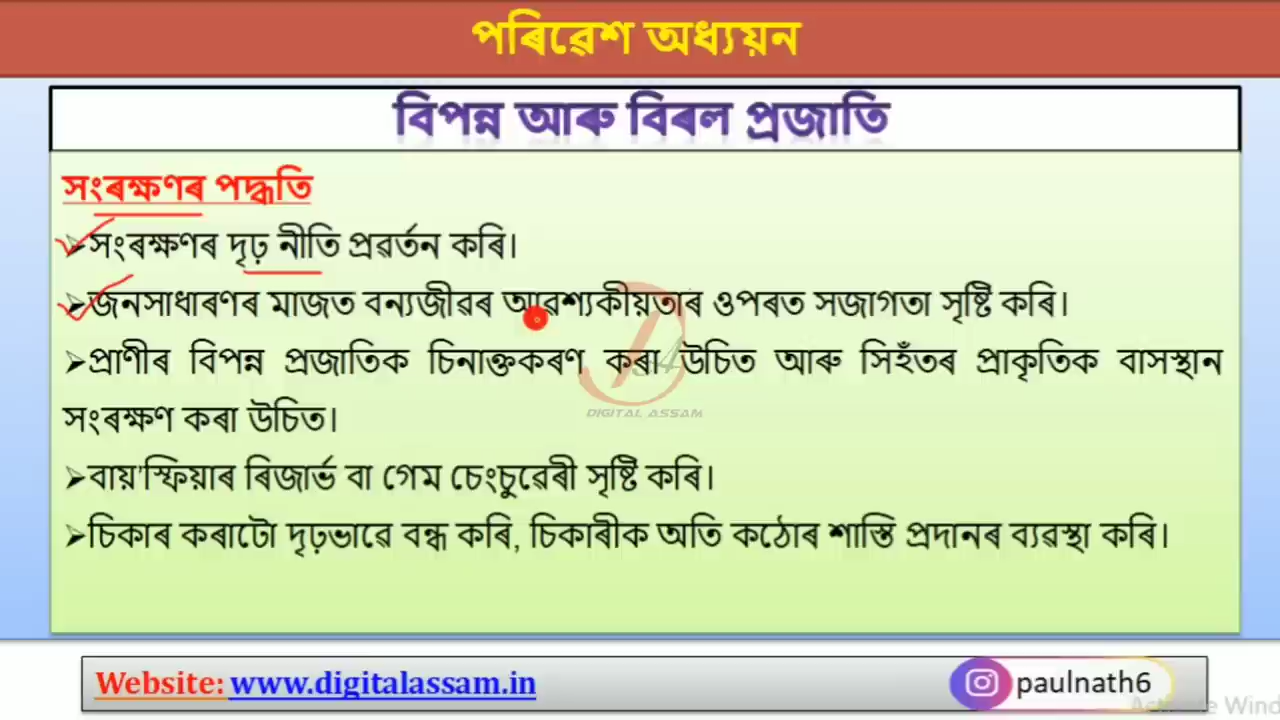 পৰিৱেশ অধ্যয়ন
বিপন্ন আৰু বিৰল প্ৰজাতি
সংৰক্ষণৰ পদ্ধতি
➢সংৰক্ষণৰ দৃঢ় নীতি প্ৰৱৰ্তন কৰি।
➢জনসাধাৰণৰ মাজত বন্যজীৱৰ আৱশ্যকীয়তাৰ ওপৰত সজাগতা সৃষ্টি কৰি।
➢প্ৰাণীৰ বিপন্ন প্ৰজাতিক চিনাক্তকৰণ কৰা উচিত আৰু সিহঁতৰ প্ৰাকৃতিক বাসস্থান
সংৰক্ষণ কৰা উচিত।
➢বায়'স্ফিয়াৰ ৰিজাৰ্ভ বা গেম চেংচুৱেৰী সৃষ্টি কৰি।
➢চিকাৰ কৰাটো দৃঢ়ভাৱে বন্ধ কৰি, চিকাৰীক অতি কঠোৰ শাস্তি প্ৰদানৰ ব্যৱস্থা কৰি।
DIGITAL ASSAM
Website: www.digitalassam.in
paulnath6
Activate Wind